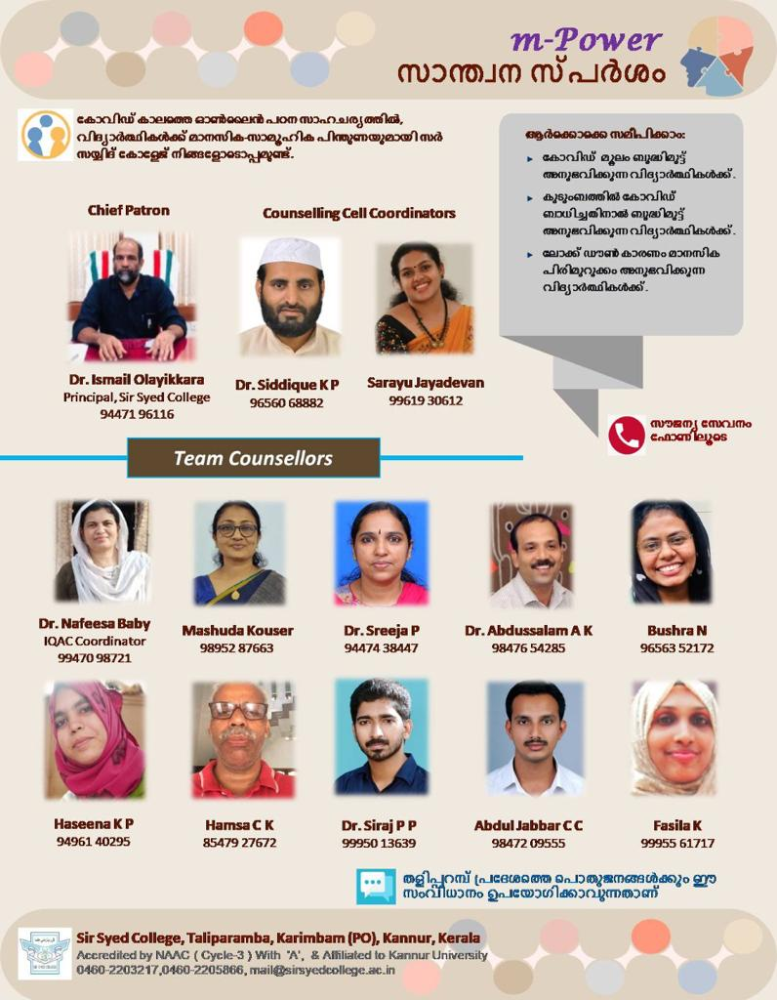 m-Power
സാന്ത്വന സ്പർശം
കോവിഡ് കാലത്തെ ഓൺലൈൻ പഠന സാഹചര്യത്തിൽ,
വിദ്യാർത്ഥികൾക്ക് മാനസിക-സാമൂഹിക പിന്തുണയുമായി സർ
സയ്യിദ് കോളേജ് നിങ്ങളോടൊപ്പമുണ്ട്.
ആർക്കൊക്കെ സമീപിക്കാം:
കോവിഡ് മൂലം ബുദ്ധിമുട്ട്
അനുഭവിക്കുന്ന വിദ്യാർത്ഥികൾക്ക്.
കുടുംബത്തിൽ കോവിഡ്
ബാധിച്ചതിനാൽ ബുദ്ധിമുട്ട്
അനുഭവിക്കുന്ന വിദ്യാർത്ഥികൾക്ക്.
ലോക്ക് ഡൗൺ കാരണം മാനസിക
പിരിമുറുക്കം അനുഭവിക്കുന്ന
വിദ്യാർത്ഥികൾക്ക്.
Chief Patron
Counselling Cell Coordinators
Dr. Ismail Olayikkara
Principal, Sir Syed College
94471 96116
Dr. Siddique K P
96560 68882
Sarayu Jayadevan
99619 30612
സൗജന്യ സേവനം
ഫോണിലൂടെ
Team Counsellors
Dr. Nafeesa Baby
IQAC Coordinator
99470 98721
Mashuda Kouser
98952 87663
Dr. Sreeja P
94474 38447
Dr. Abdussalam A K
98476 54285
Bushra N
96563 52172
Haseena K P
94961 40295
Hamsa C K
85479 27672
Dr. Siraj P P
99950 13639
Abdul Jabbar C C
98472 09555
Fasila K
99955 61717
തളിപ്പറമ്പ് പ്രദേശത്തെ പൊതുജനങ്ങൾക്കും ഈ
സംവിധാനം ഉപയോഗിക്കാവുന്നതാണ്
Sir Syed College, Taliparamba, Karimbam (PO), Kannur, Kerala
Accredited by NAAC ( Cycle-3 ) With 'A', & Affiliated to Kannur University
0460-2203217,0460-2205866, mail@sirsyedcollege.ac.in